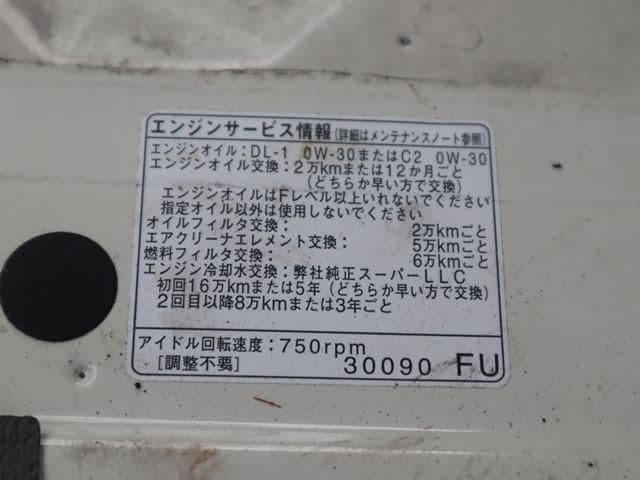 エンジンサービス情報(詳細はメンテナンスノート参照)
エンジンオイル:DL-1 0W-30またはC2 0W-30
エンジンオイル交換:2万kmまたは12か月ごと
(どちらか早い方で交換)
エンジンオイルはFレベル以上いれないでください
指定オイル以外は使用しないでください
オイルフィルタ交換: 2万kmごと
エアクリーナエレメント交換: 5万kmごと
燃料フィルタ交換: 6万kmごと
エンジン冷却水交換:弊社純正スーパーLLC
初回16万kmまたは5年(どちらか早い方で交換)
2回目以降8万kmまたは3年ごと
アイドル回転速度:750rpm
[調整不要] 30090 FU